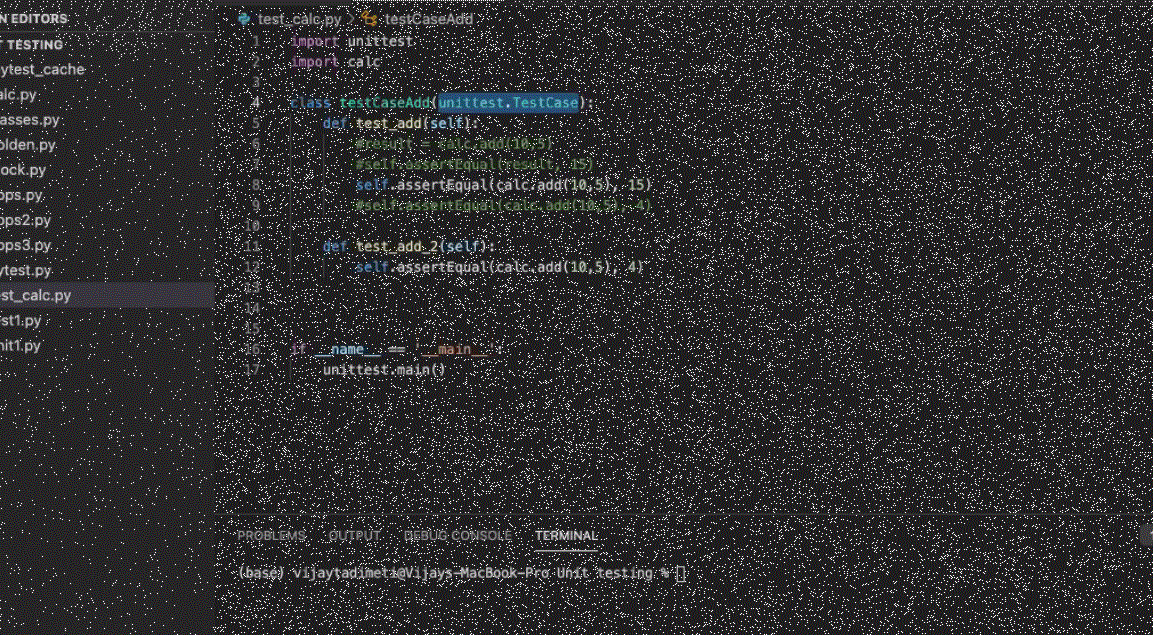 N EDITORS
T TESTING
ytest_cache
alc.py
asses.py
olden.py
ock.py
ops.py
ops2.py
ops3.py
ytest.py
est_calc.py
st1.py
nit1.py
test_calc.py > testCaseAdd
1 import unittest
2 import calc
3
4 class testCaseAdd(unittest.TestCase):
5 def test_add(self):
6 #result = calc.add(10,5)
7 #self.assertEqual(result, 15)
8 self.assertEqual(calc.add(10,5), 15)
9 #self.assertEqual(calc.add(10,5), 4)
10
11 def test_add_2(self):
12 self.assertEqual(calc.add(10,5), 4)
13
14
15
16 if __name__ == '__main__':
17 unittest.main()
PROBLEMS OUTPUT DEBUG CONSOLE TERMINAL
(base) vijaytadimeti@Vijays-MacBook-Pro Unit testing %